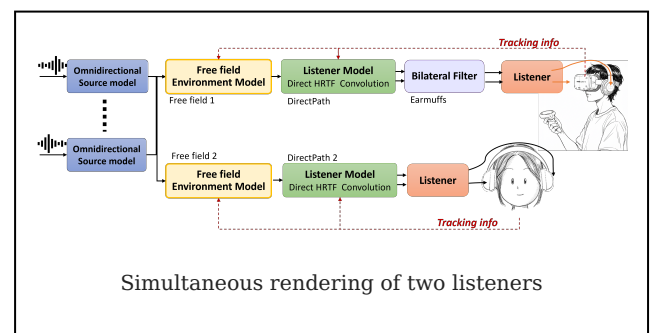 Tracking info
Omnidirectional
Source model
Free field
Environment Model
Listener Model
Direct HRTF Convolution
Bilateral Filter
Listener
Free field 1
DirectPath
Earmuffs
Omnidirectional
Source model
Free field 2
DirectPath 2
Free field
Environment Model
Listener Model
Direct HRTF Convolution
Listener
Tracking info
Simultaneous rendering of two listeners